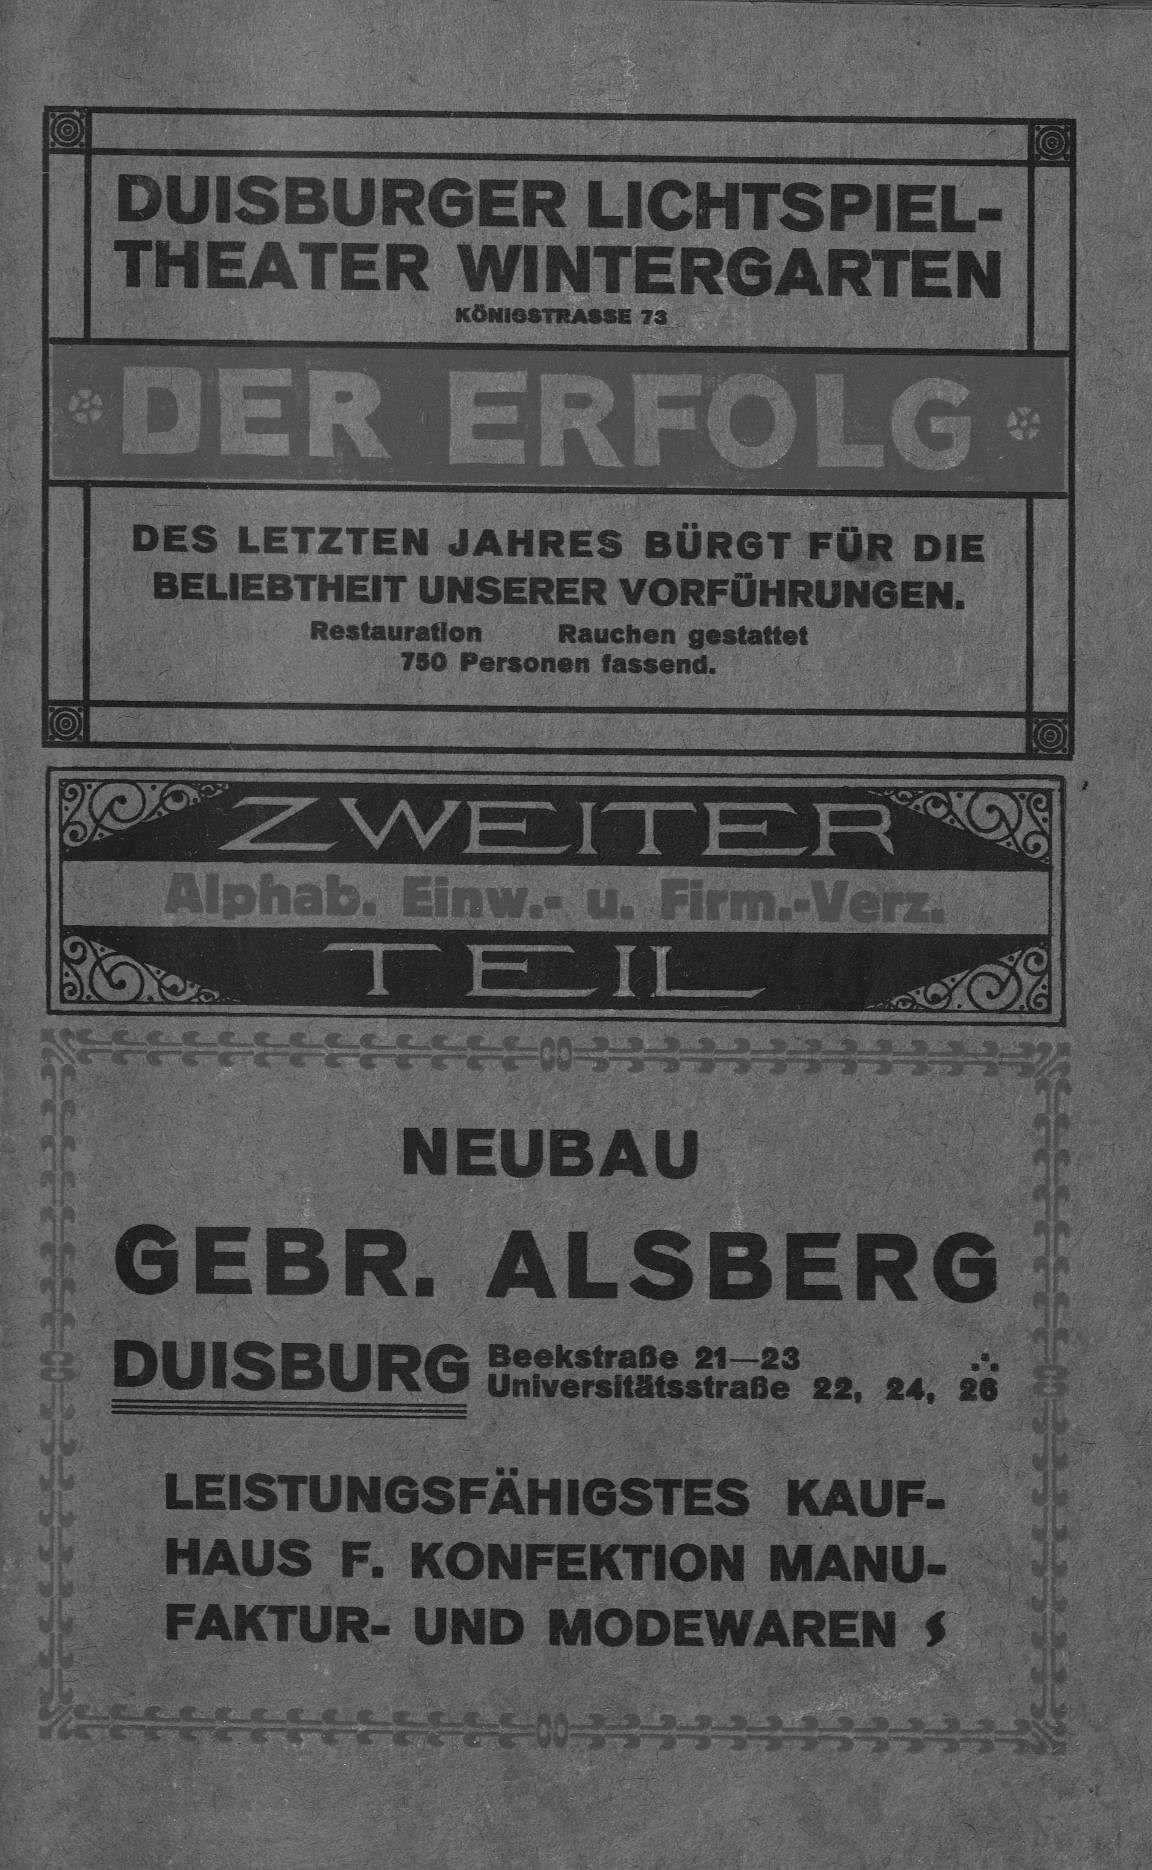 DUISBURGER LICHTSPIEL-
THEATER WINTERGARTEN
KÖNIGSTRASSE 73
DER ERFOLG
DES LETZTEN JAHRES BÜRGT FÜR DIE
BELIEBTHEIT UNSERER VORFÜHRUNGEN.
Restauration Rauchen gestattet
750 Personen fassend.
ZWEITER
Alphab. Einw.- u. Firm.-Verz.
TEIL
NEUBAU
GEBR. ALSBERG
DUISBURG Beekstraße 21—23
Universitätsstraße 22, 24, 26
LEISTUNGSFÄHIGSTES KAUF-
HAUS F. KONFEKTION MANU-
FAKTUR- UND MODEWAREN